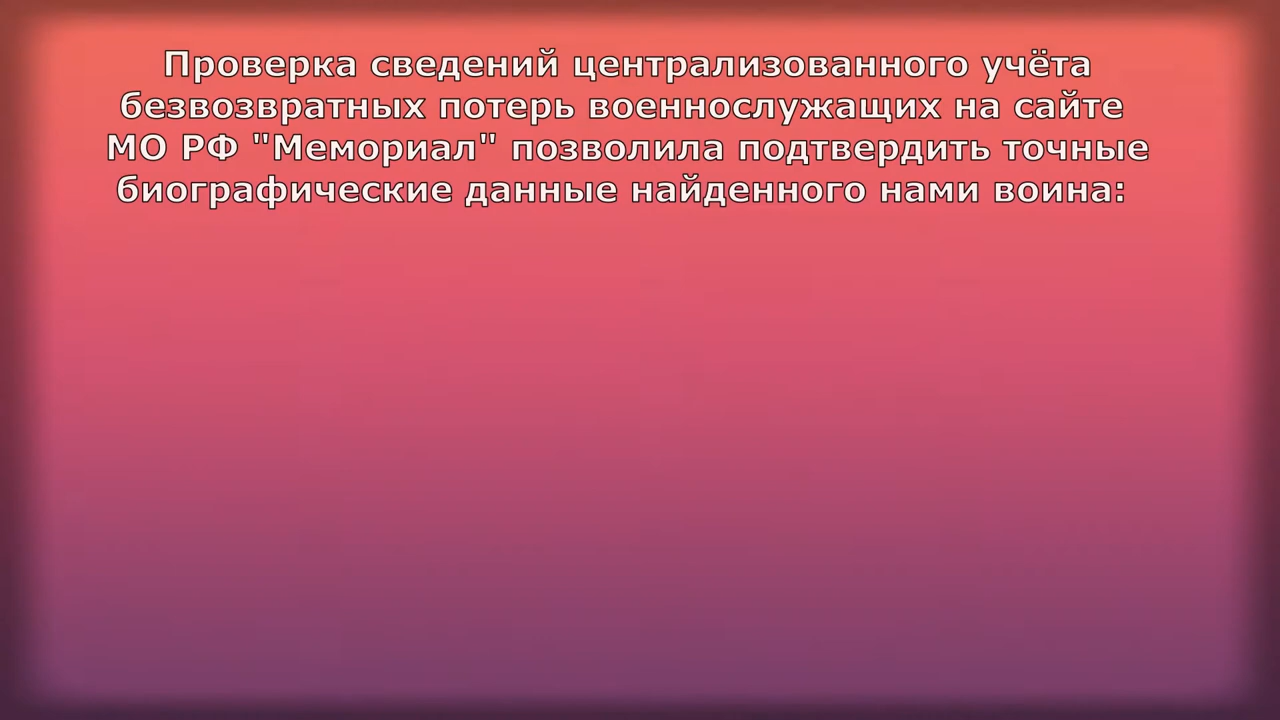 Проверка сведений централизованного учёта
безвозвратных потерь военнослужащих на сайте
МО РФ "Мемориал" позволила подтвердить точные
биографические данные найденного нами воина: